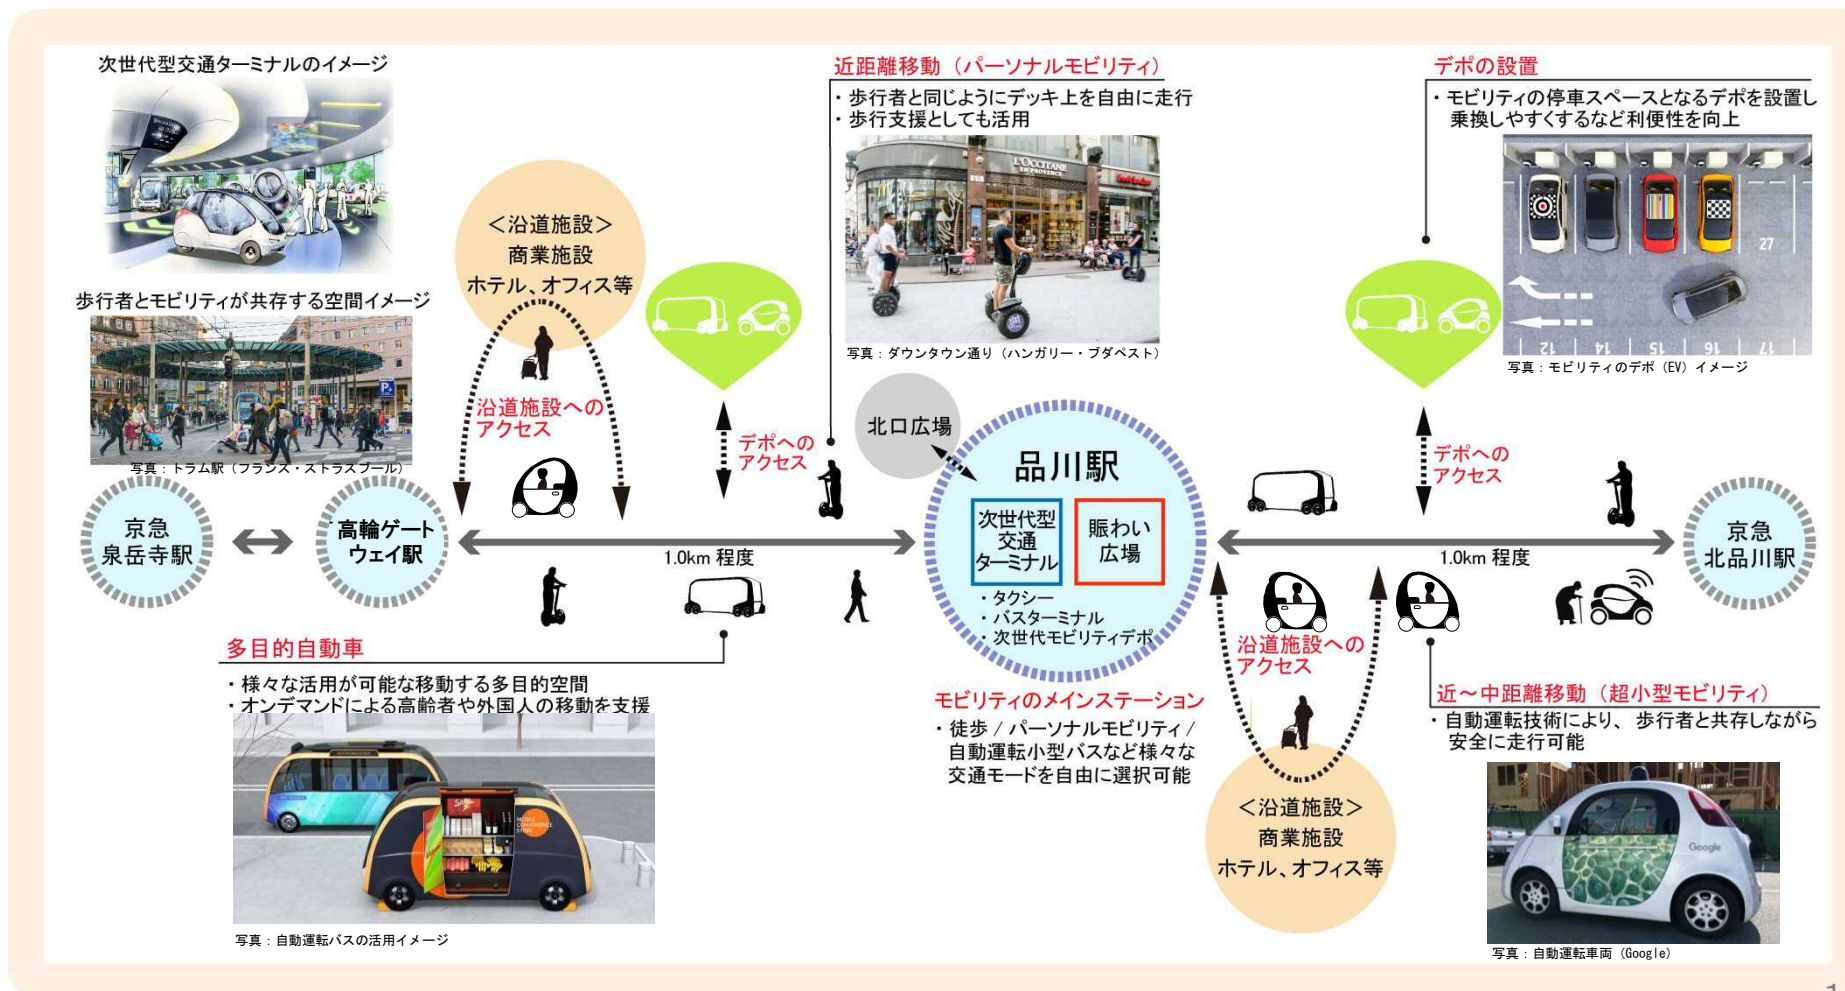 次世代型交通ターミナルのイメージ
歩行者とモビリティが共存する空間イメージ
写真：トラム駅（フランス・ストラスブール）
＜沿道施設＞
商業施設
ホテル、オフィス等
沿道施設への
アクセス
デポへの
アクセス
近距離移動（パーソナルモビリティ）
・歩行者と同じようにデッキ上を自由に走行
・歩行支援としても活用
L'OCCITANE
EN PROVENCE
写真：ダウンタウン通り（ハンガリー・ブダペスト）
デポの設置
・モビリティの停車スペースとなるデポを設置し
乗換しやすくするなど利便性を向上
27
12
14
15
16
17
写真：モビリティのデポ（EV）イメージ
デポへの
アクセス
京急
泉岳寺駅
高輪ゲート
ウェイ駅
1.0km 程度
北口広場
品川駅
次世代型
交通
ターミナル
賑わい
広場
・タクシー
・バスターミナル
・次世代モビリティデポ
1.0km 程度
京急
北品川駅
多目的自動車
・様々な活用が可能な移動する多目的空間
・オンデマンドによる高齢者や外国人の移動を支援
MOBILE
CONVENIENCE
STORE
写真：自動運転バスの活用イメージ
モビリティのメインステーション
・徒歩 / パーソナルモビリティ /
自動運転小型バスなど様々な
交通モードを自由に選択可能
沿道施設への
アクセス
＜沿道施設＞
商業施設
ホテル、オフィス等
近～中距離移動（超小型モビリティ）
・自動運転技術により、歩行者と共存しながら
安全に走行可能
Google
写真：自動運転車両（Google）